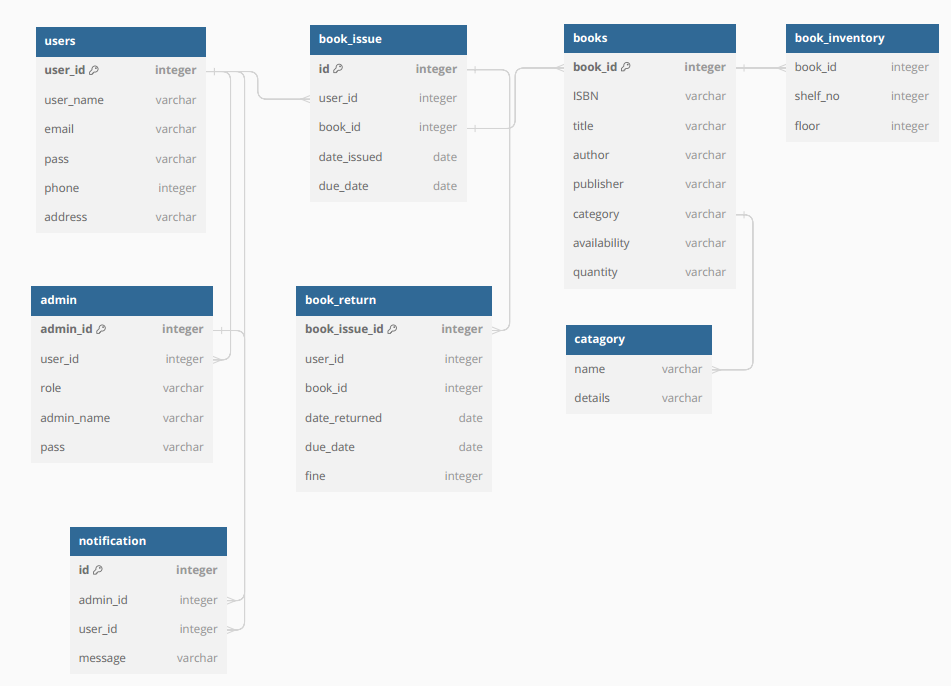 users
user_id integer
user_name varchar
email varchar
pass varchar
phone integer
address varchar
book_issue
id integer
user_id integer
book_id integer
date_issued date
due_date date
books
book_id integer
ISBN varchar
title varchar
author varchar
publisher varchar
category varchar
availability varchar
quantity varchar
book_inventory
book_id integer
shelf_no integer
floor integer
admin
admin_id integer
user_id integer
role varchar
admin_name varchar
pass varchar
book_return
book_issue_id integer
user_id integer
book_id integer
date_returned date
due_date date
fine integer
catagory
name varchar
details varchar
notification
id integer
admin_id integer
user_id integer
message varchar